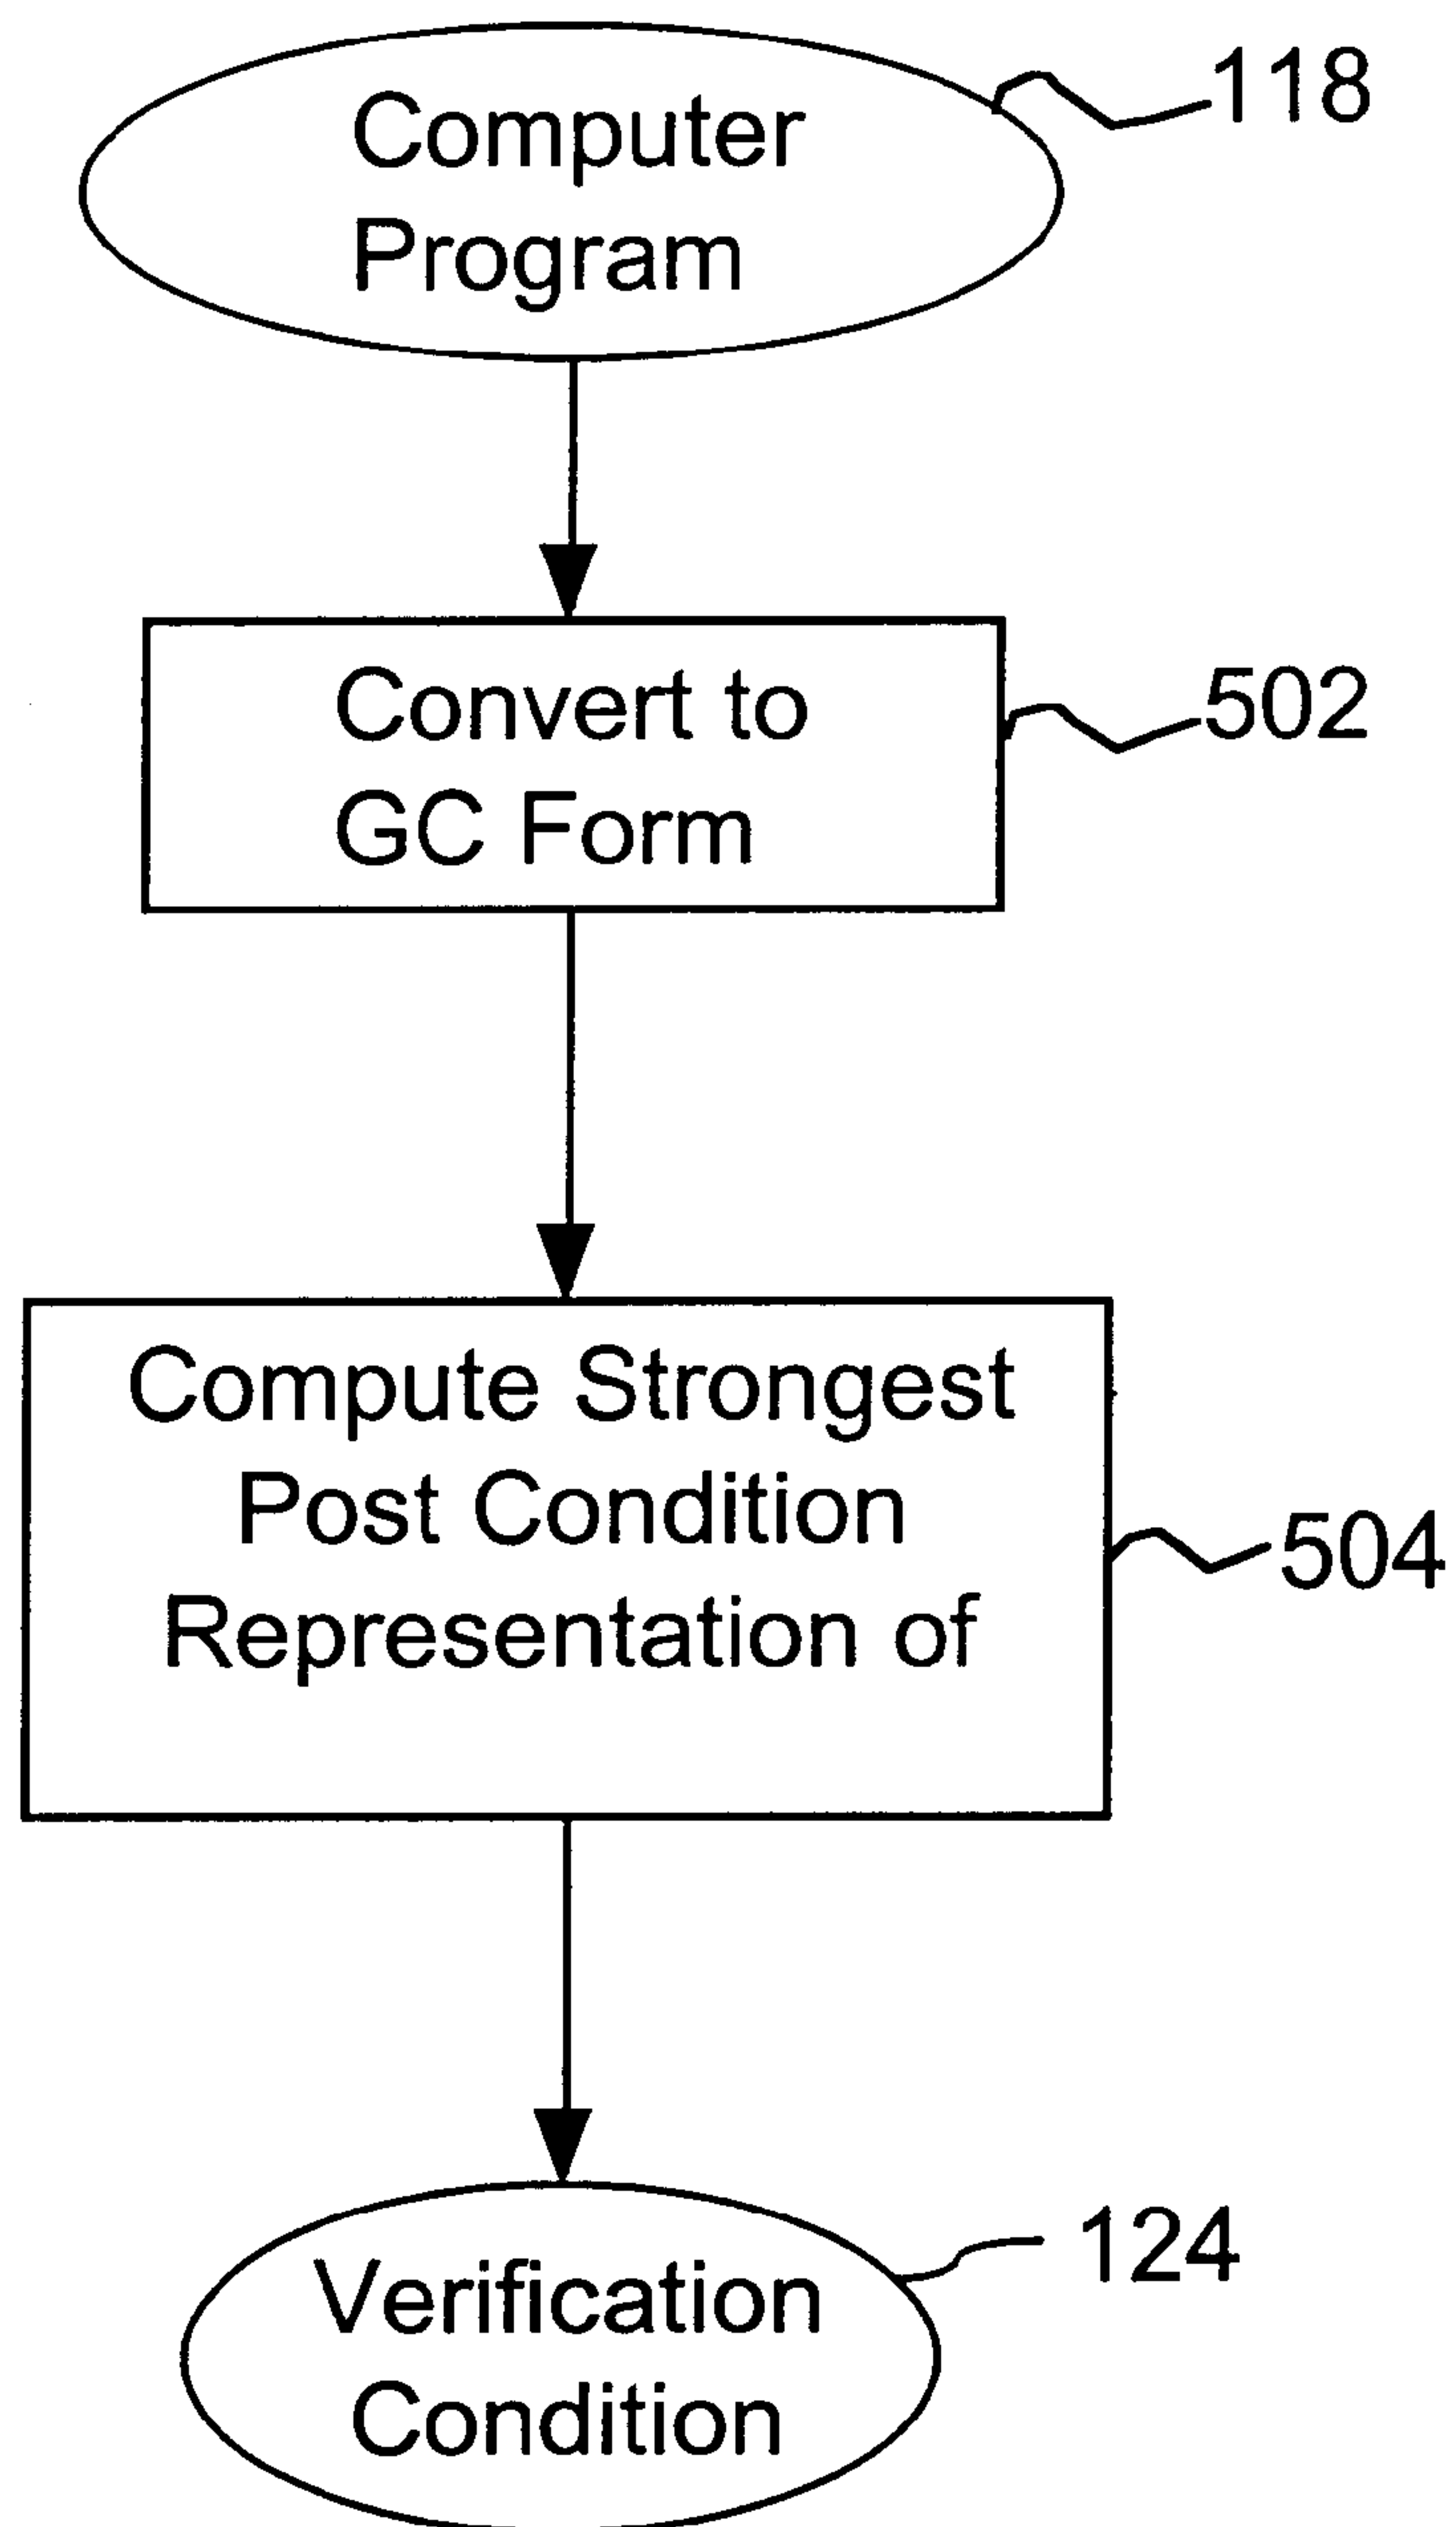 Computer
Program
118
Convert to
GC Form
502
Compute Strongest
Post Condition
Representation of
504
Verification
Condition
124